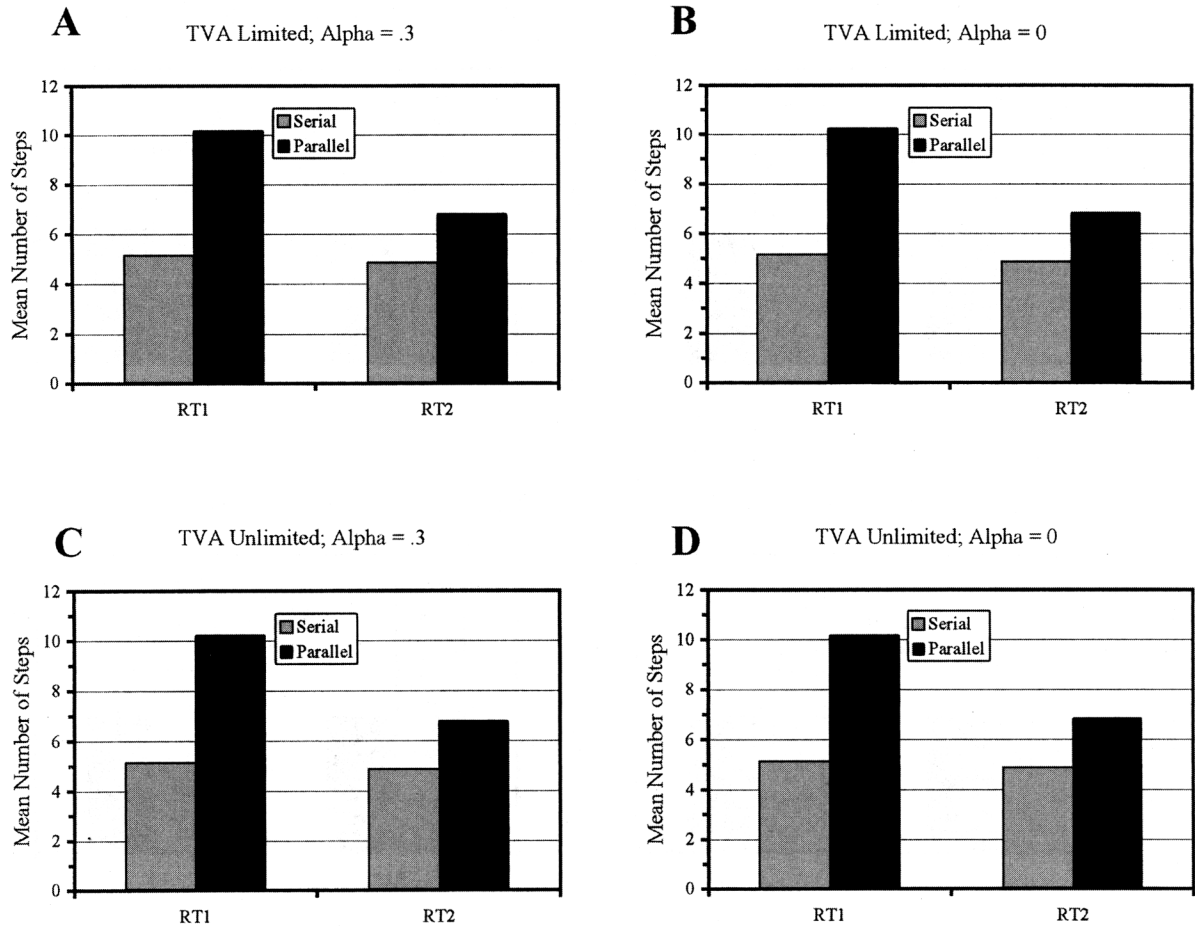 A
TVA Limited; Alpha = .3
Mean Number of Steps
12
10
8
6
4
2
0
Serial
Parallel
RT1
RT2
B
TVA Limited; Alpha = 0
Mean Number of Steps
12
10
8
6
4
2
0
Serial
Parallel
RT1
RT2
C
TVA Unlimited; Alpha = .3
Mean Number of Steps
12
10
8
6
4
2
0
Serial
Parallel
RT1
RT2
D
TVA Unlimited; Alpha = 0
Mean Number of Steps
12
10
8
6
4
2
0
Serial
Parallel
RT1
RT2